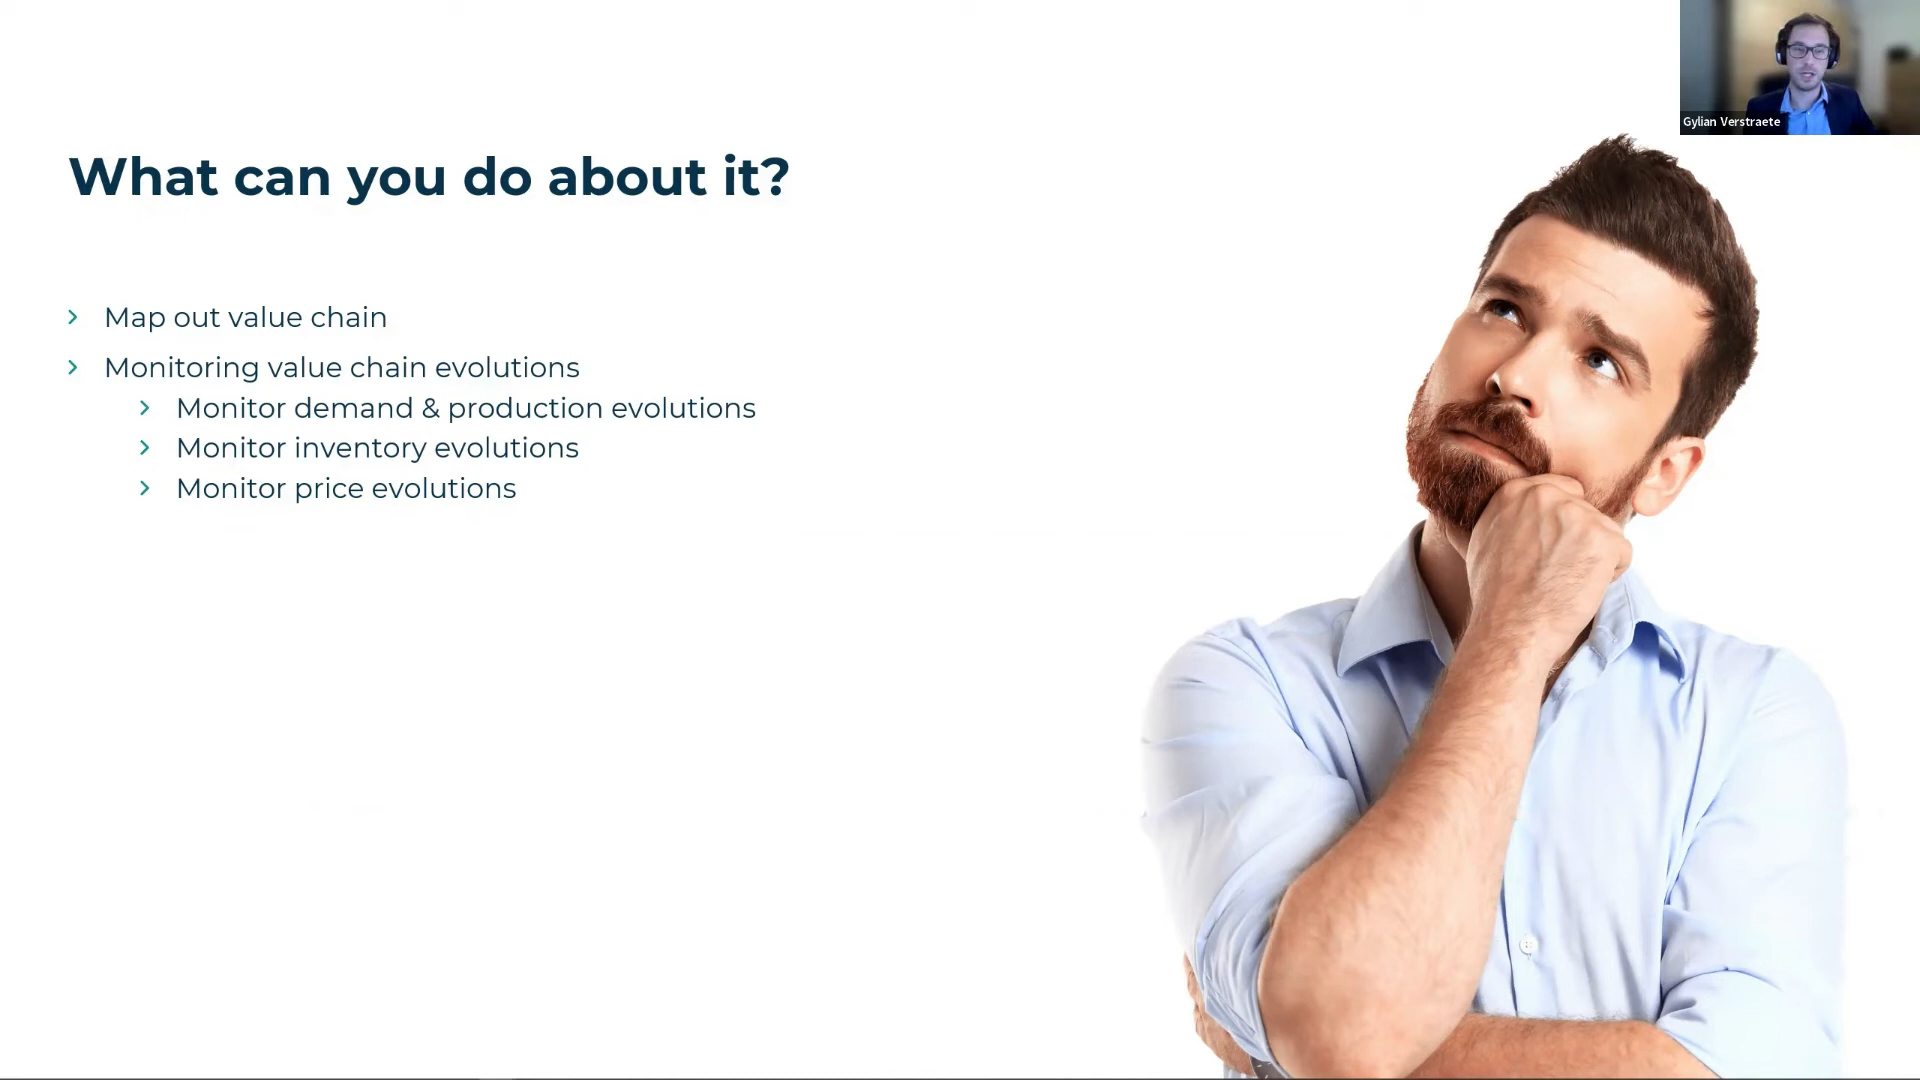 Gylian Verstraete
What can you do about it?
Map out value chain
Monitoring value chain evolutions
Monitor demand & production evolutions
Monitor inventory evolutions
Monitor price evolutions